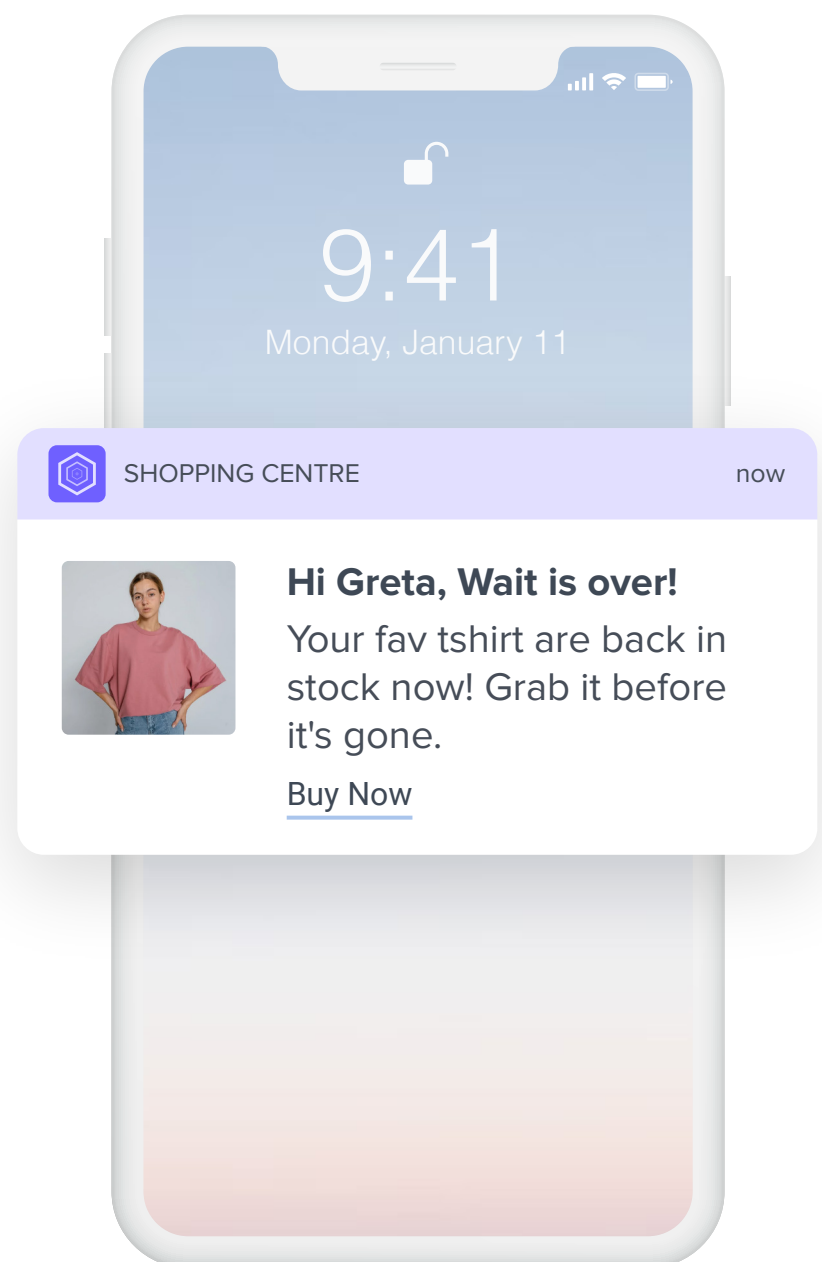 9:41
Monday, January 11
SHOPPING CENTRE
now
Hi Greta, Wait is over!
Your fav tshirt are back in
stock now! Grab it before
it's gone.
Buy Now